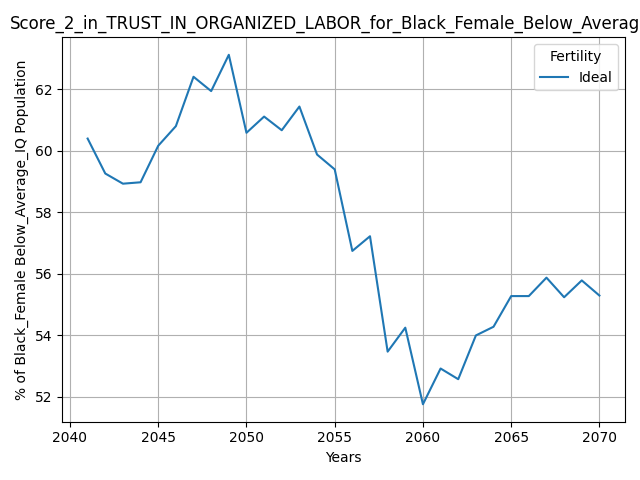 Score_2_in_TRUST_IN_ORGANIZED_LABOR_for_Black_Female_Below_Averag
% of Black_Female Below_Average_IQ Population
62
60
58
56
54
52
Fertility
Ideal
2040 2045 2050 2055 2060 2065 2070
Years